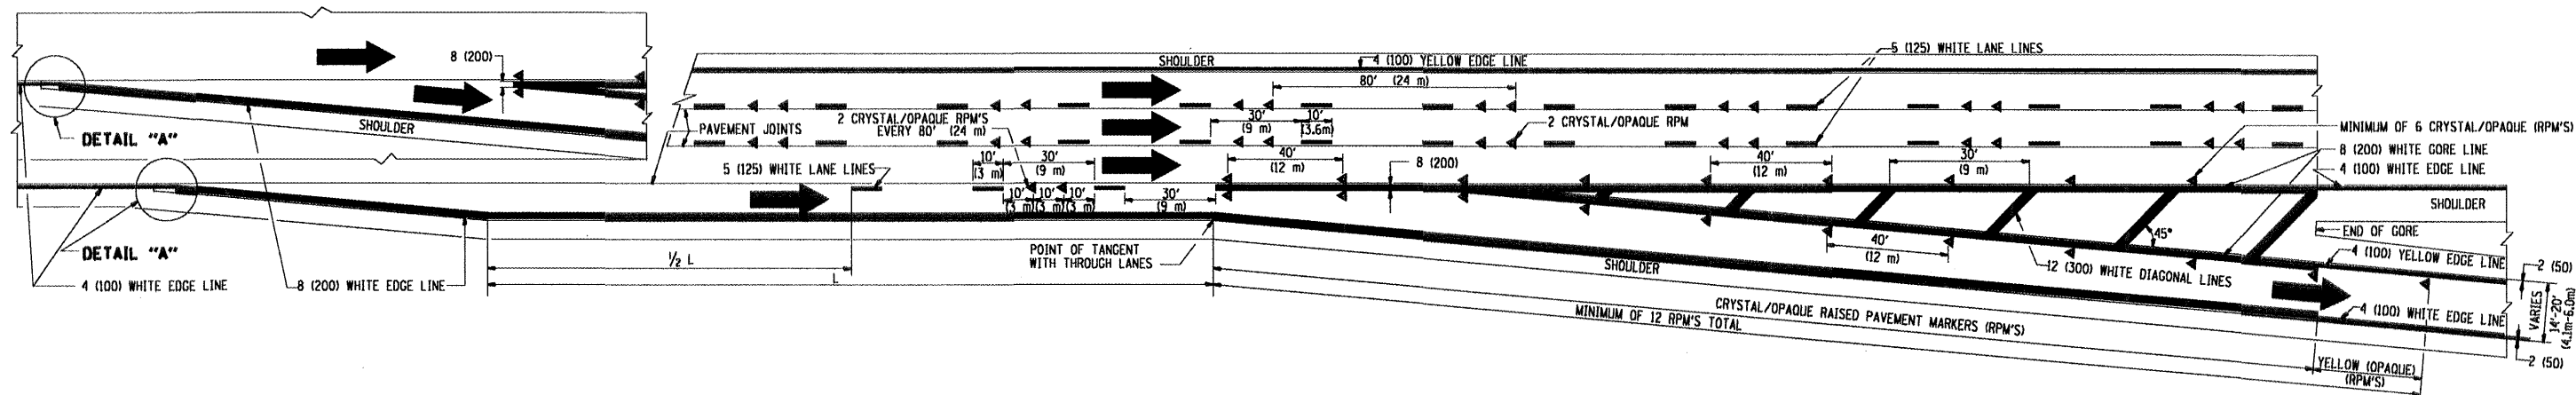 8 (200)
SHOULDER
DETAIL "A"
DETAIL "A"
4 (100) WHITE EDGE LINE
8 (200) WHITE EDGE LINE
SHOULDER
4 (100) YELLOW EDGE LINE
80' (24 m)
5 (125) WHITE LANE LINES
PAVEMENT JOINTS
2 CRYSTAL/OPAQUE RPM'S
EVERY 80' (24 m)
30'
(9 m)
10'
(3.6m)
2 CRYSTAL/OPAQUE RPM
5 (125) WHITE LANE LINES
10'
(3 m)
30'
(9 m)
40'
(12 m)
8 (200)
40'
(12 m)
30'
(9 m)
10'
(3 m)
10'
(3 m)
10'
(3 m)
30'
(9 m)
MINIMUM OF 6 CRYSTAL/OPAQUE (RPM'S)
8 (200) WHITE GORE LINE
4 (100) WHITE EDGE LINE
SHOULDER
END OF GORE
45°
4 (100) YELLOW EDGE LINE
2 (50)
1/2 L
L
POINT OF TANGENT
WITH THROUGH LANES
40'
(12 m)
SHOULDER
12 (300) WHITE DIAGONAL LINES
CRYSTAL/OPAQUE RAISED PAVEMENT MARKERS (RPM'S)
MINIMUM OF 12 RPM'S TOTAL
4 (100) WHITE EDGE LINE
VARIES
14'-20'
(4.1m-6.0m)
2 (50)
YELLOW (OPAQUE)
(RPM'S)